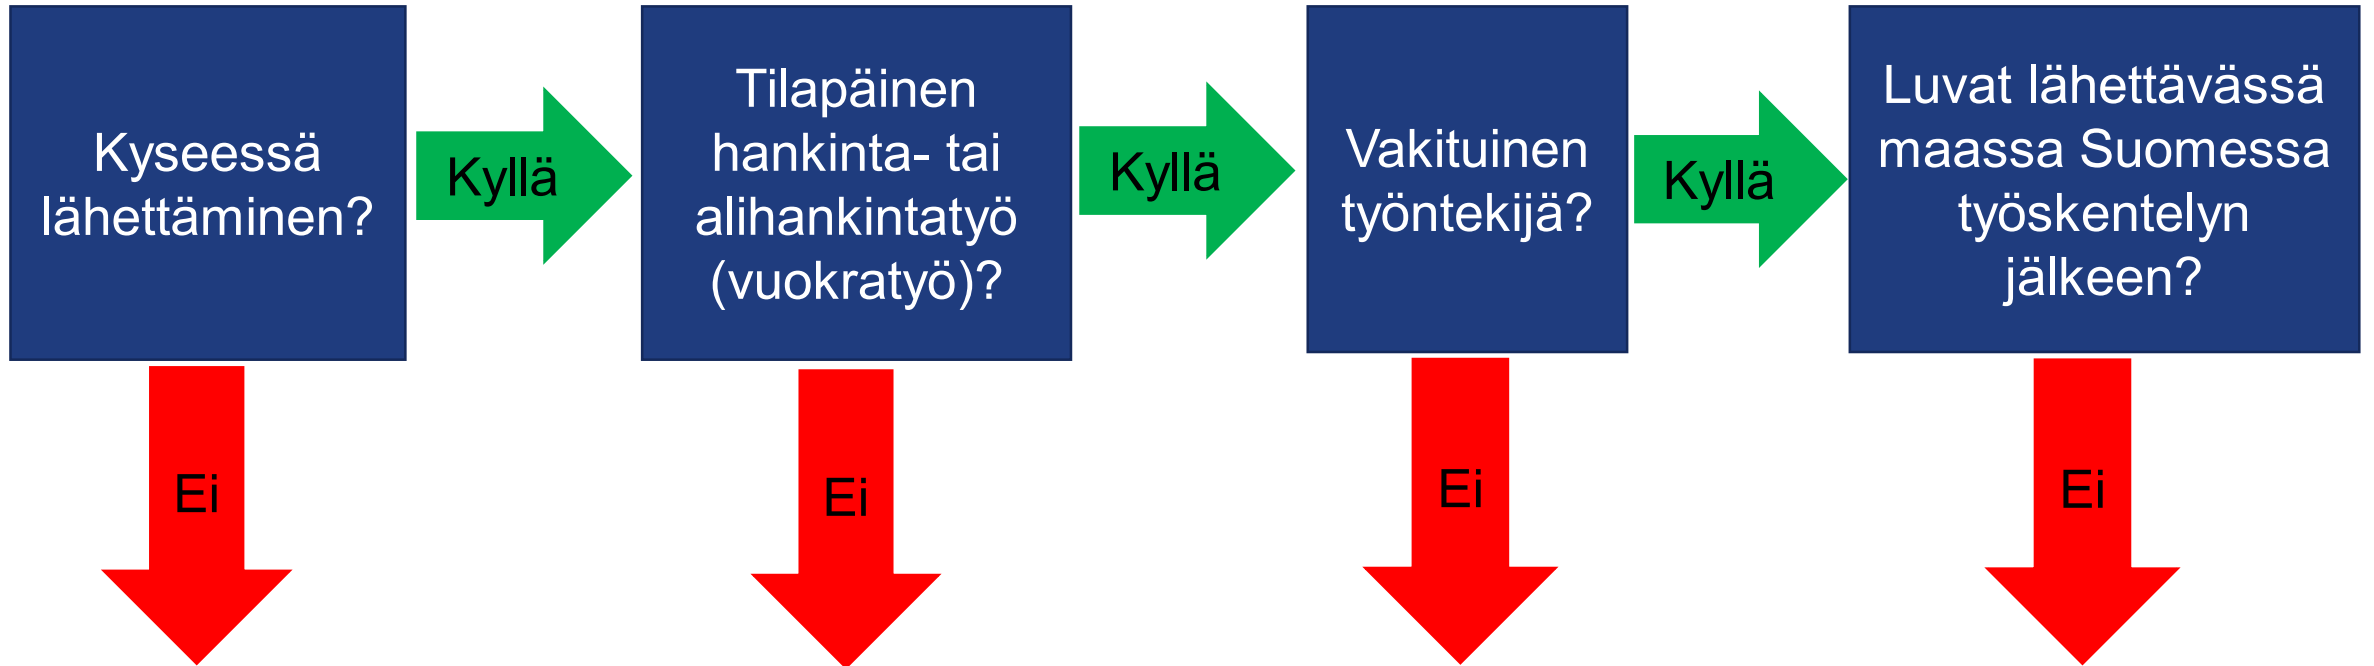 Kyseessä
lähettäminen?
Kyllä
Tilapäinen
hankinta- tai
alihankintatyö
(vuokratyö)?
Kyllä
Vakituinen
työntekijä?
Kyllä
Luvat lähettävässä
maassa Suomessa
työskentelyn
jälkeen?
Ei
Ei
Ei
Ei